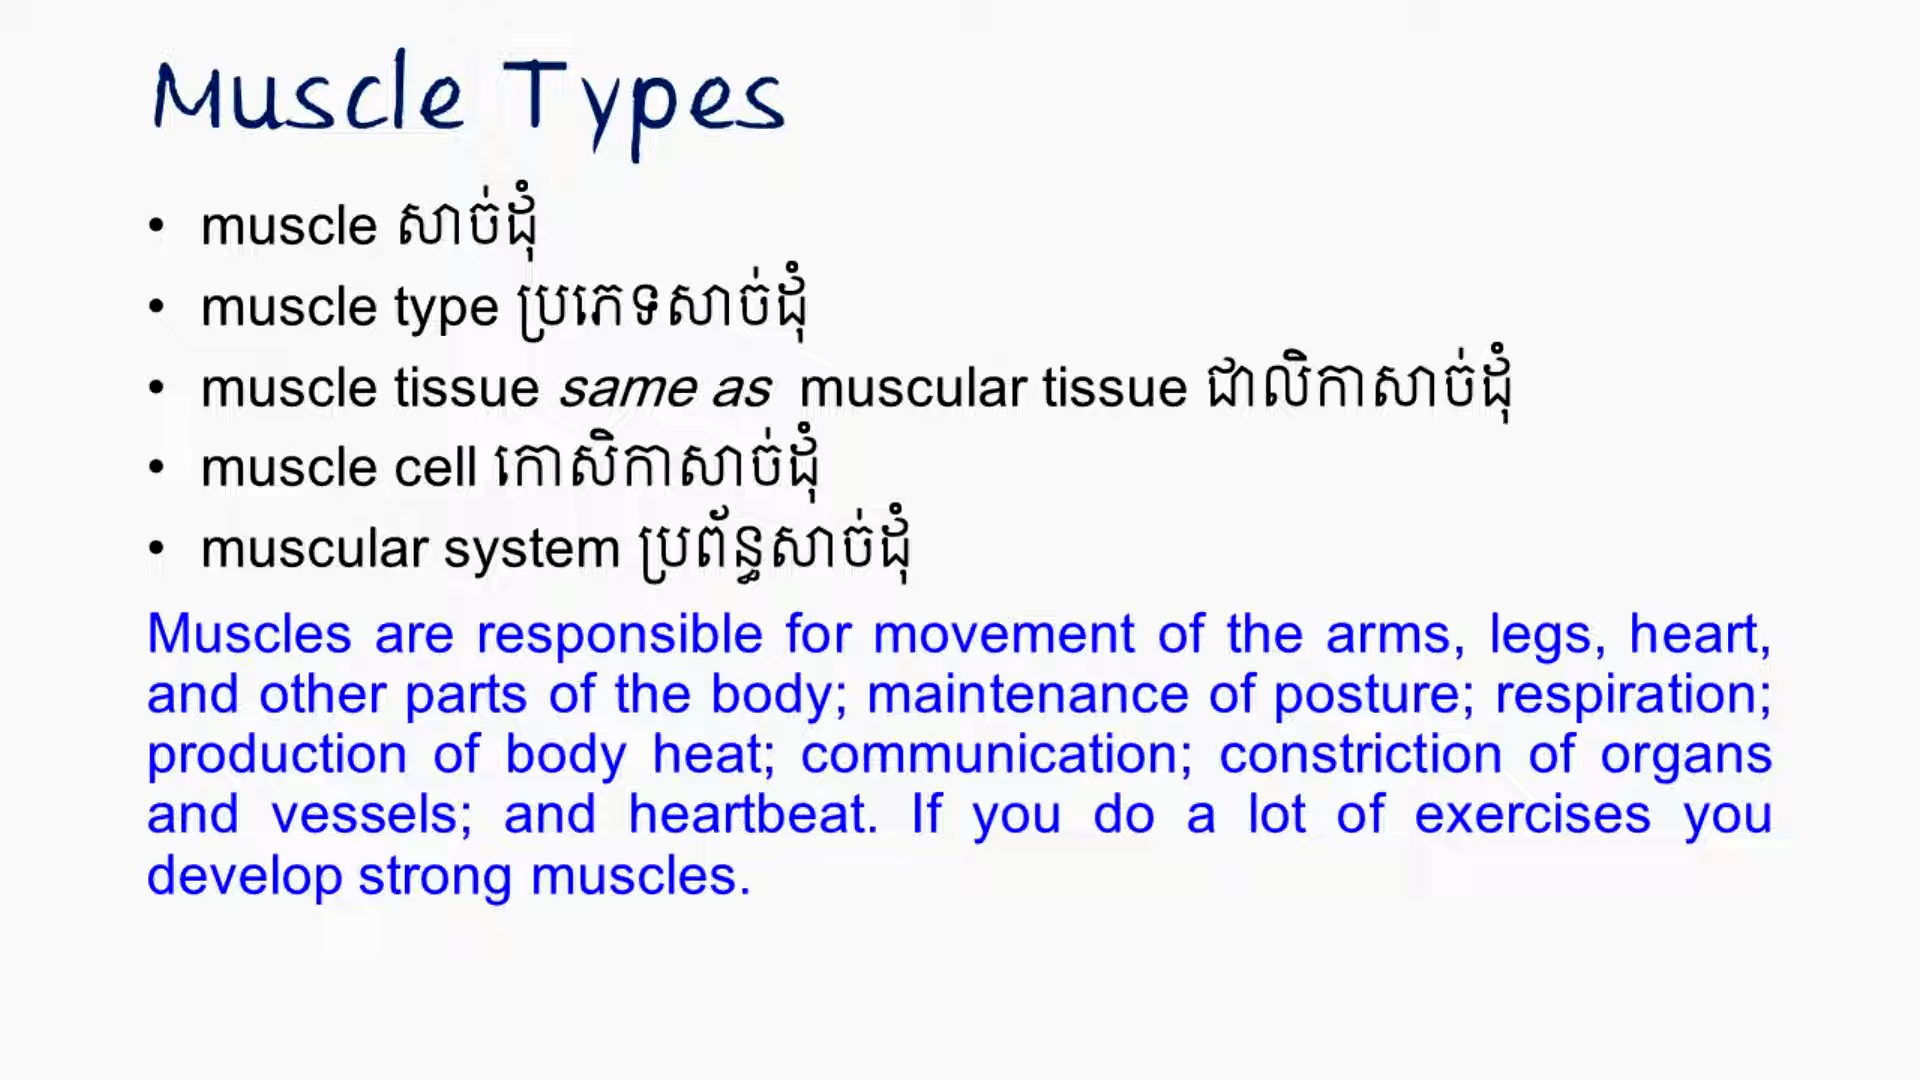 Muscle Types
• muscle សាច់ដុំ
• muscle type ប្រភេទសាច់ដុំ
• muscle tissue same as muscular tissue ជាលិកាសាច់ដុំ
• muscle cell កោសិកាសាច់ដុំ
• muscular system ប្រព័ន្ធសាច់ដុំ
Muscles are responsible for movement of the arms, legs, heart,
and other parts of the body; maintenance of posture; respiration;
production of body heat; communication; constriction of organs
and vessels; and heartbeat. If you do a lot of exercises you
develop strong muscles.